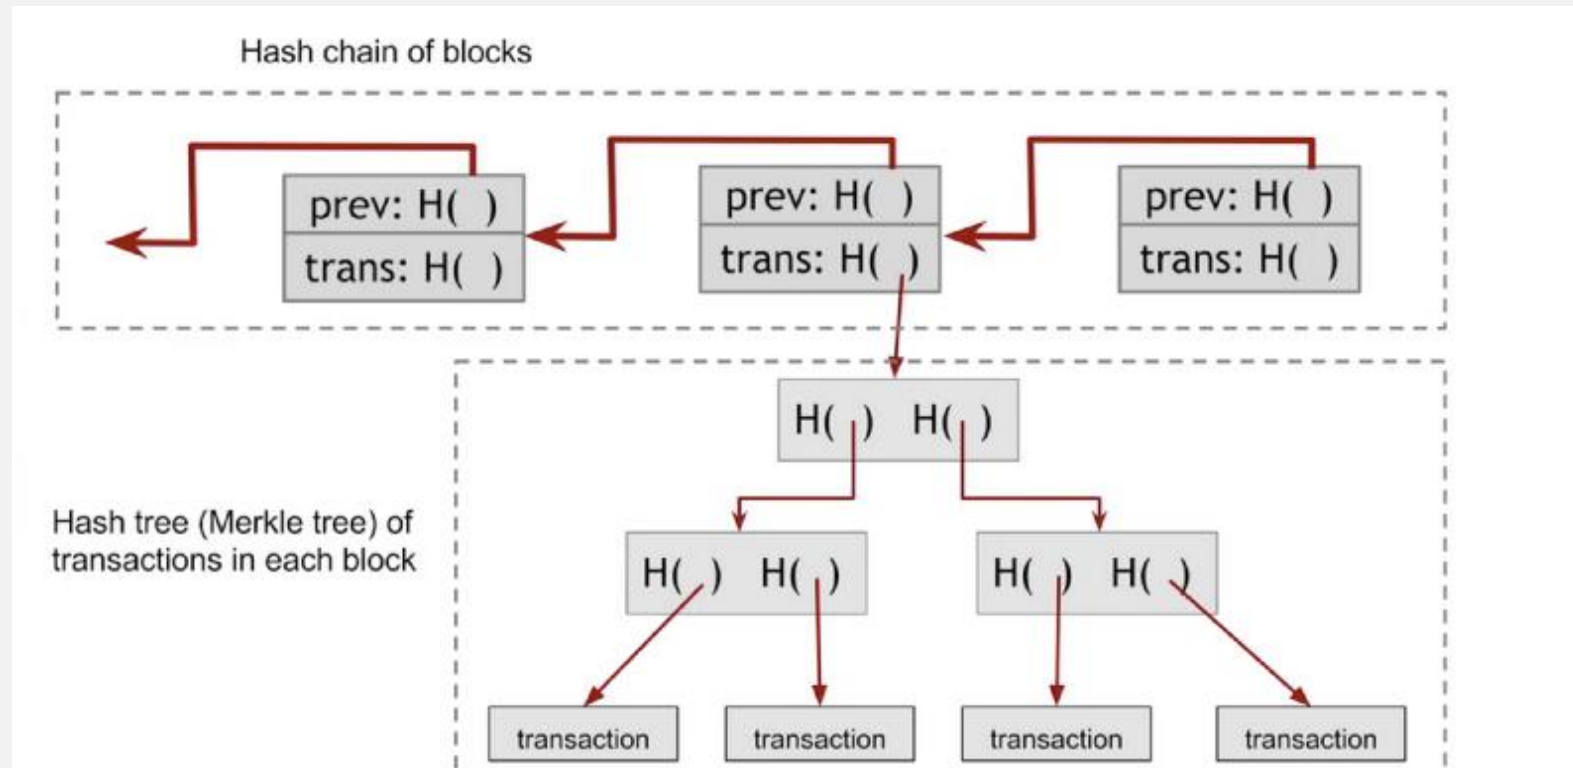 Hash chain of blocks
prev: H( ) prev: H( ) prev: H( )
trans: H( ) trans: H( ) trans: H( )
H( ) H( )
Hash tree (Merkle tree) of
transactions in each block
H( ) H( ) H( ) H( )
transaction transaction transaction transaction